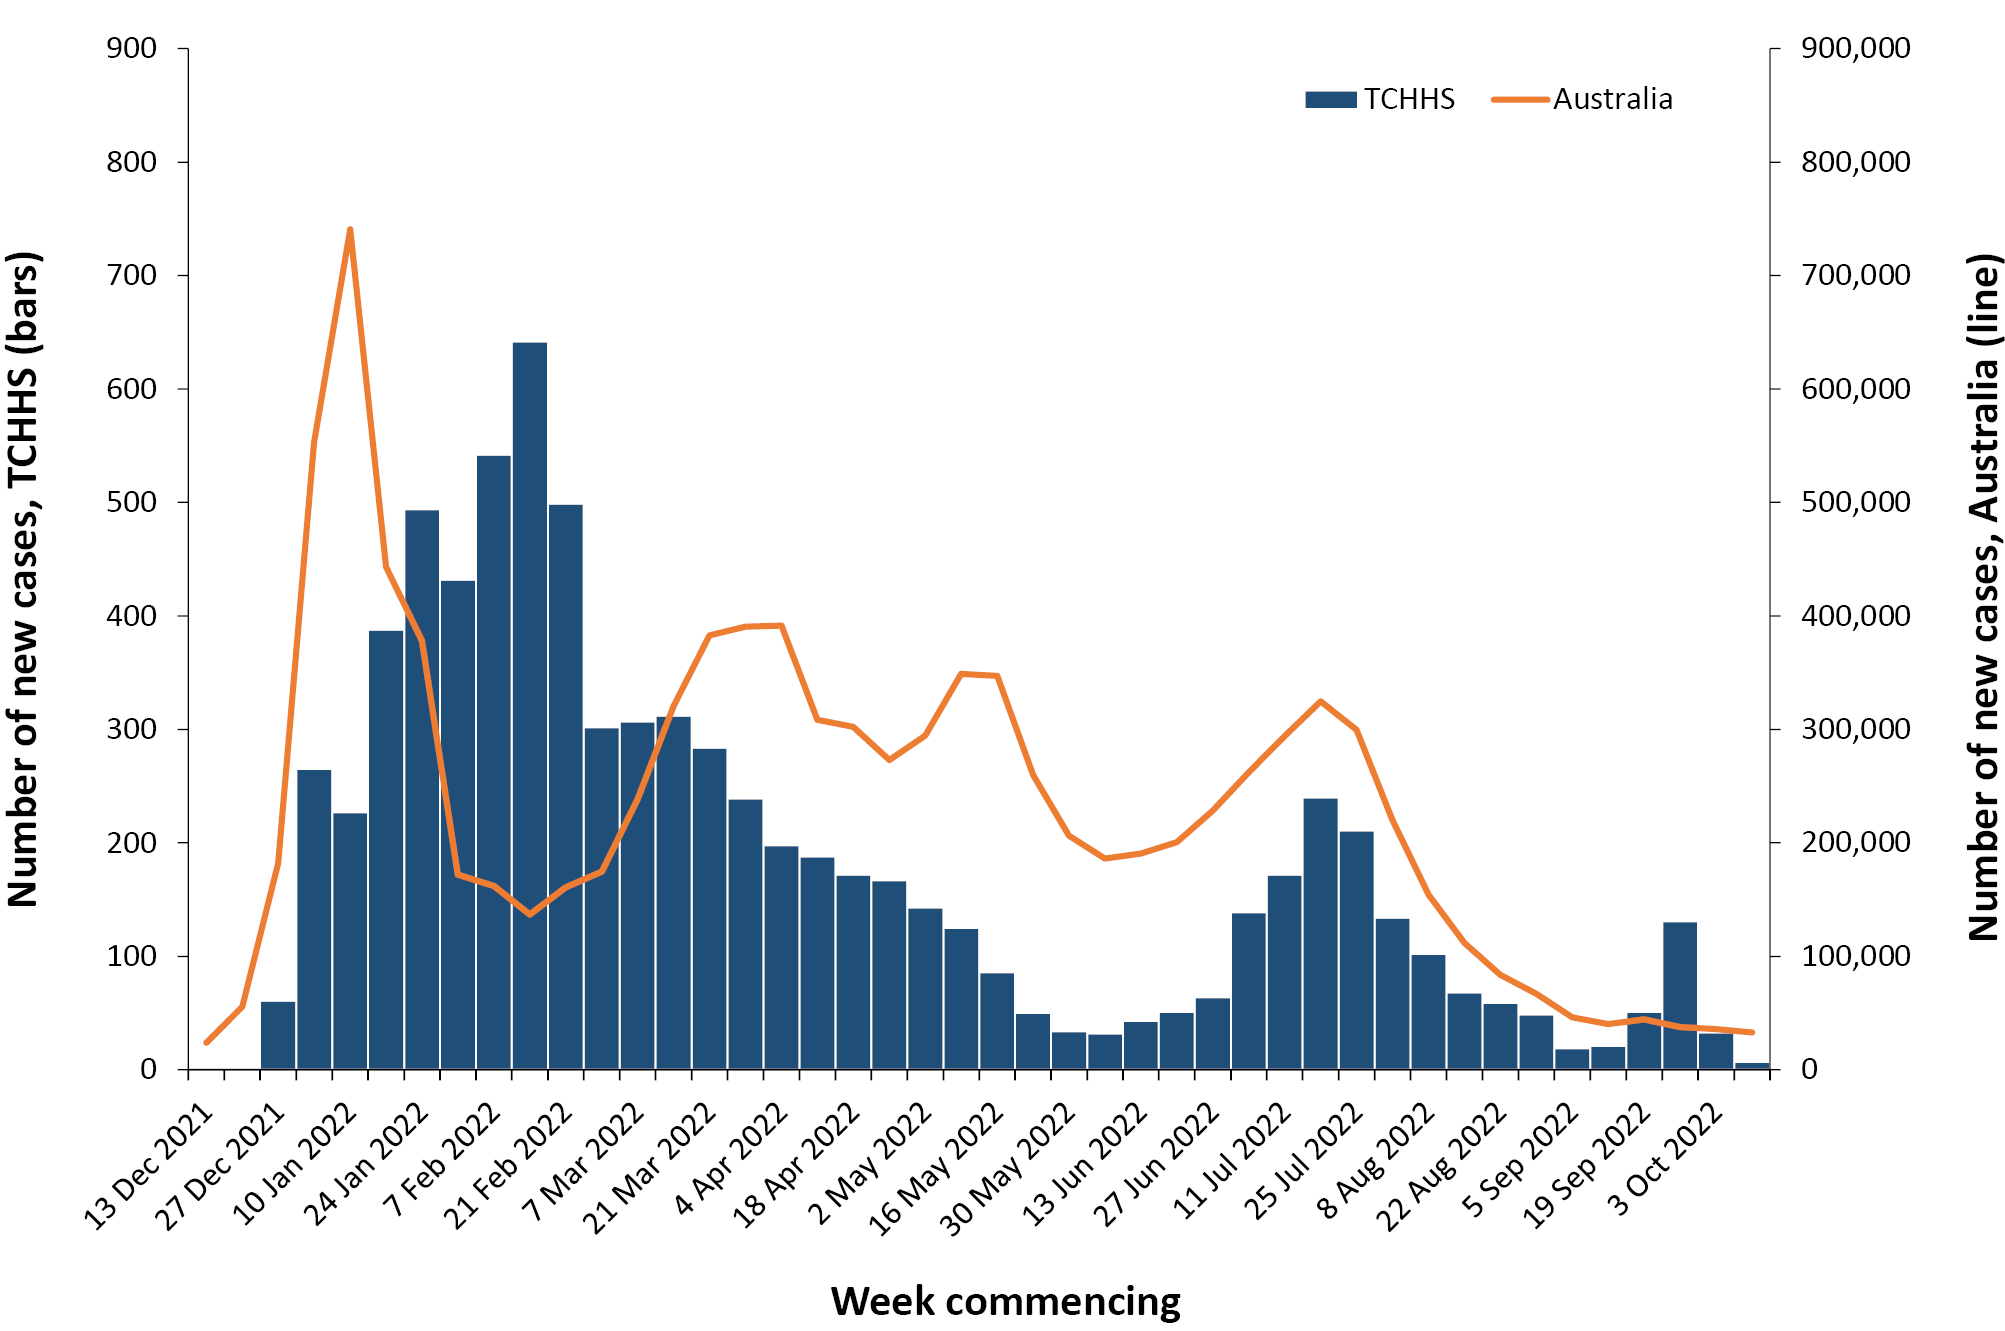 Number of new cases, TCHHS (bars)
900
800
700
600
500
400
300
200
100
0
TCHHS
Australia
900,000
800,000
700,000
600,000
500,000
400,000
300,000
200,000
100,000
0
Number of new cases, Australia (line)
13 Dec 2021
27 Dec 2021
10 Jan 2022
24 Jan 2022
7 Feb 2022
21 Feb 2022
7 Mar 2022
21 Mar 2022
4 Apr 2022
18 Apr 2022
2 May 2022
16 May 2022
30 May 2022
13 Jun 2022
27 Jun 2022
11 Jul 2022
25 Jul 2022
8 Aug 2022
22 Aug 2022
5 Sep 2022
19 Sep 2022
3 Oct 2022
Week commencing